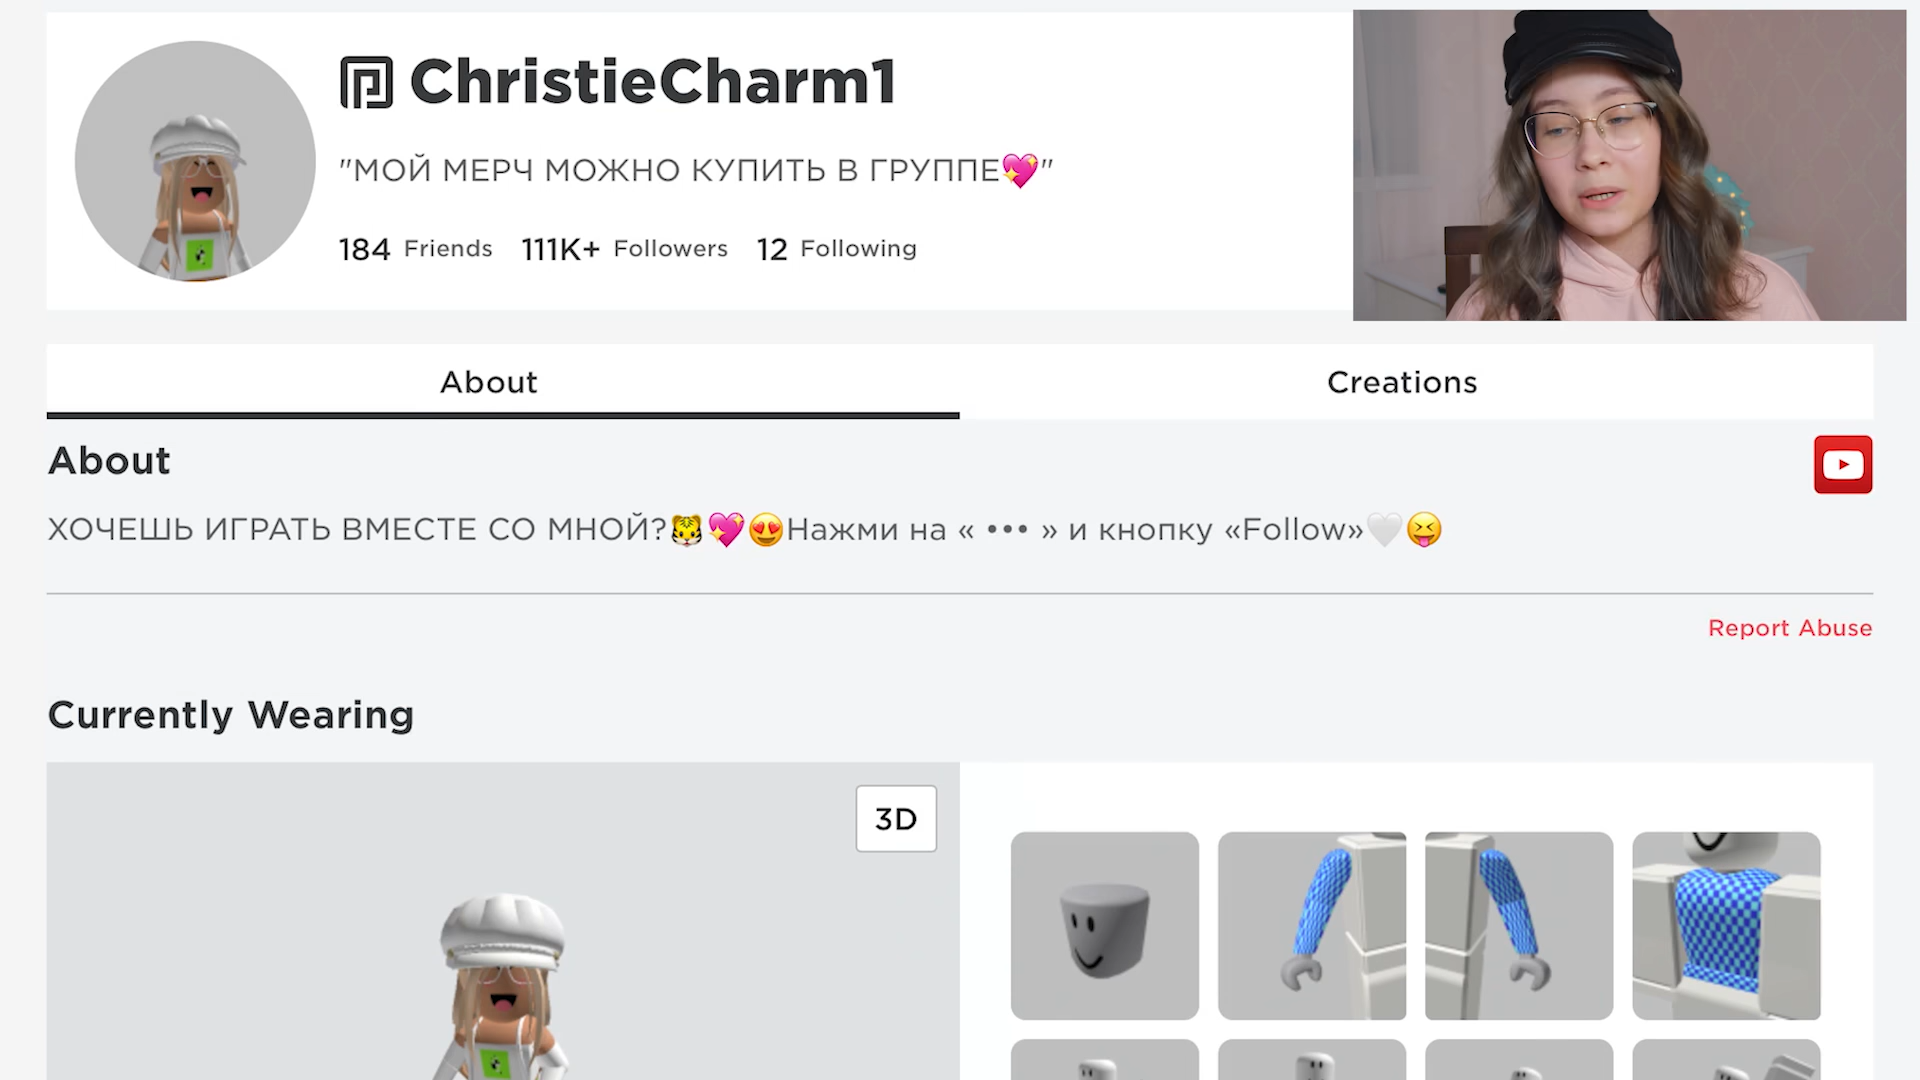 ChristieCharm1
"МОЙ МЕРЧ МОЖНО КУПИТЬ В ГРУППЕ💖"
184 Friends 111K+ Followers 12 Following
About Creations
About
ХОЧЕШЬ ИГРАТЬ ВМЕСТЕ СО МНОЙ?🐯💖😍Нажми на « ••• » и кнопку «Follow»🤍😝
Report Abuse
Currently Wearing
3D